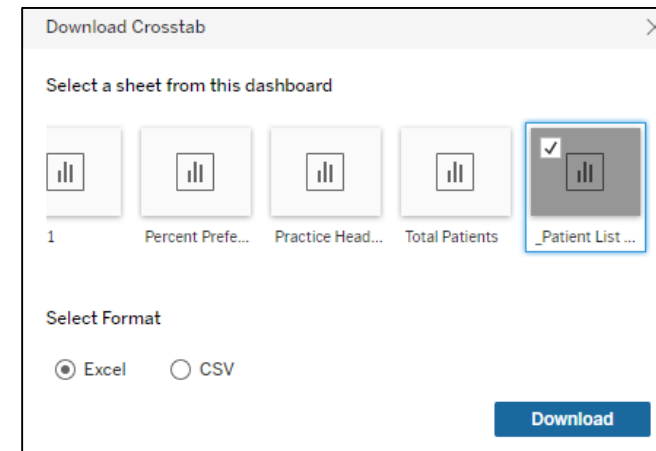 Download Crosstab
Select a sheet from this dashboard
1 Percent Prefe... Practice Head... Total Patients _Patient List ...
Select Format
Excel CSV
Download